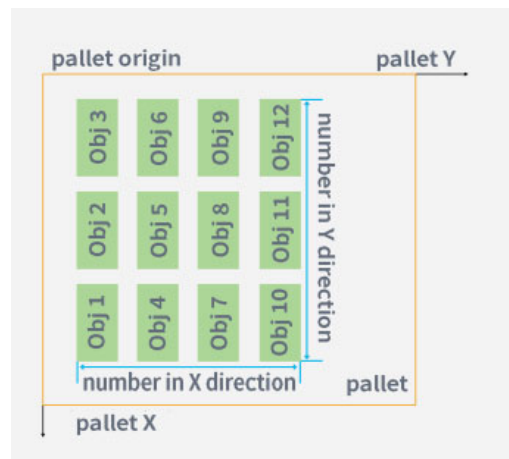 pallet origin
pallet Y
Obj 3
Obj 6
Obj 9
Obj 12
Obj 2
Obj 5
Obj 8
Obj 11
Obj 1
Obj 4
Obj 7
Obj 10
number in Y direction
number in X direction
pallet
pallet X